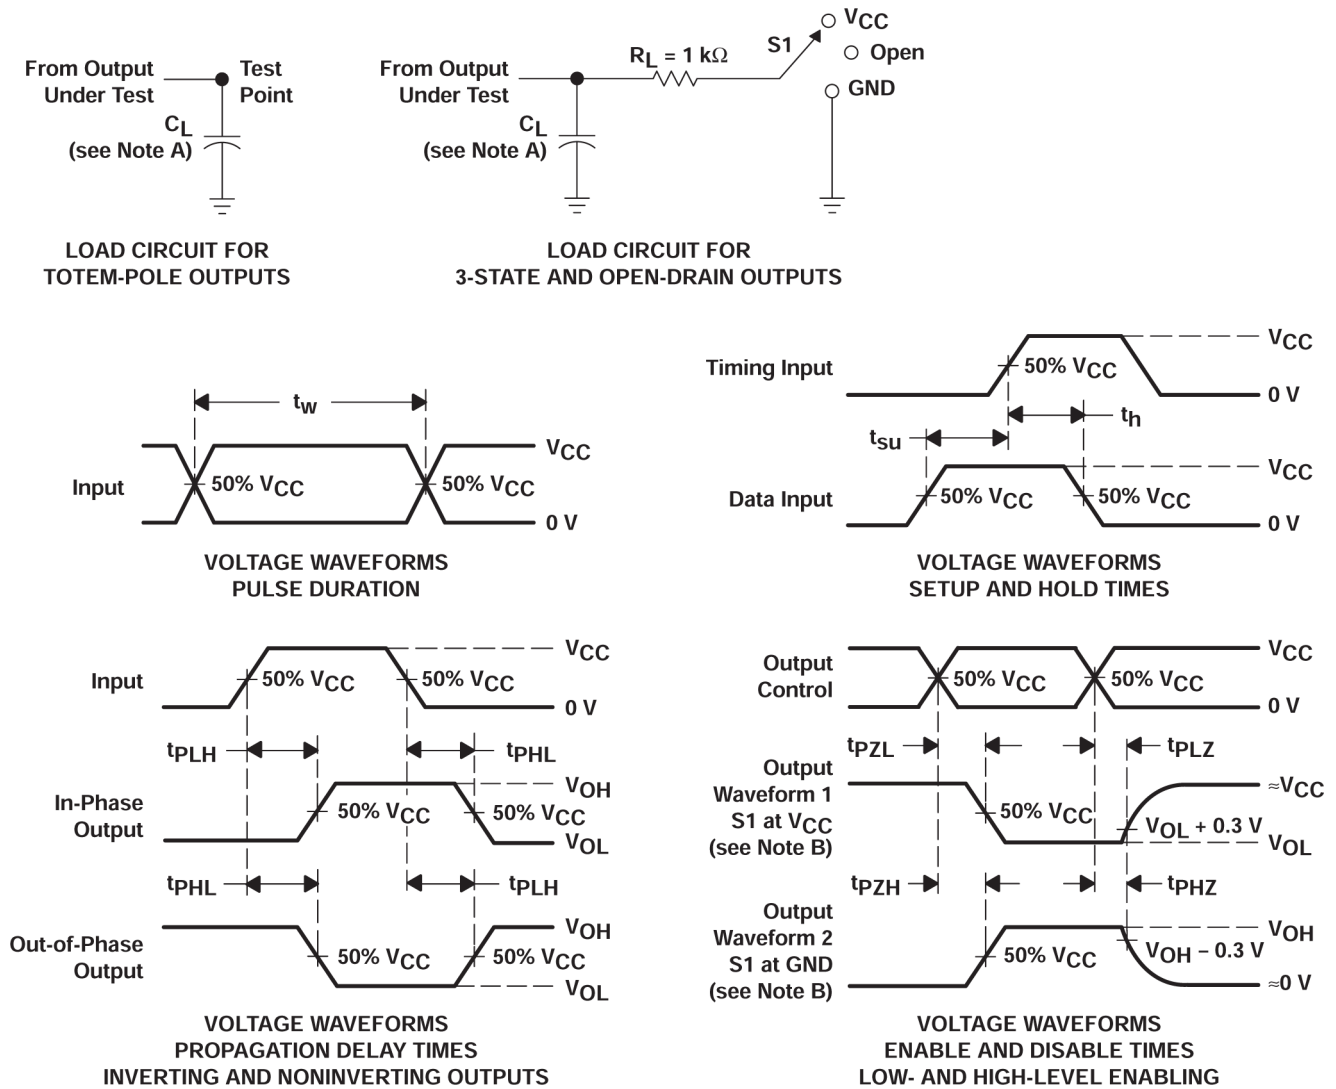 From Output
Under Test
Test
Point
CL
(see Note A)
LOAD CIRCUIT FOR
TOTEM-POLE OUTPUTS
From Output
Under Test
RL = 1 kΩ
S1
VCC
Open
GND
CL
(see Note A)
LOAD CIRCUIT FOR
3-STATE AND OPEN-DRAIN OUTPUTS
tw
Input
50% VCC
50% VCC
VCC
0 V
VOLTAGE WAVEFORMS
PULSE DURATION
Timing Input
50% VCC
VCC
0 V
th
tsu
Data Input
50% VCC
50% VCC
VCC
0 V
VOLTAGE WAVEFORMS
SETUP AND HOLD TIMES
Input
50% VCC
50% VCC
VCC
0 V
tPLH
tPHL
In-Phase
Output
50% VCC
50% VCC
VOH
VOL
tPHL
tPLH
Out-of-Phase
Output
50% VCC
50% VCC
VOH
VOL
VOLTAGE WAVEFORMS
PROPAGATION DELAY TIMES
INVERTING AND NONINVERTING OUTPUTS
Output
Control
50% VCC
50% VCC
VCC
0 V
tPZL
tPLZ
Output
Waveform 1
S1 at VCC
(see Note B)
50% VCC
≈VCC
VOL + 0.3 V
VOL
tPZH
tPHZ
Output
Waveform 2
S1 at GND
(see Note B)
50% VCC
VOH
VOH − 0.3 V
≈0 V
VOLTAGE WAVEFORMS
ENABLE AND DISABLE TIMES
LOW- AND HIGH-LEVEL ENABLING